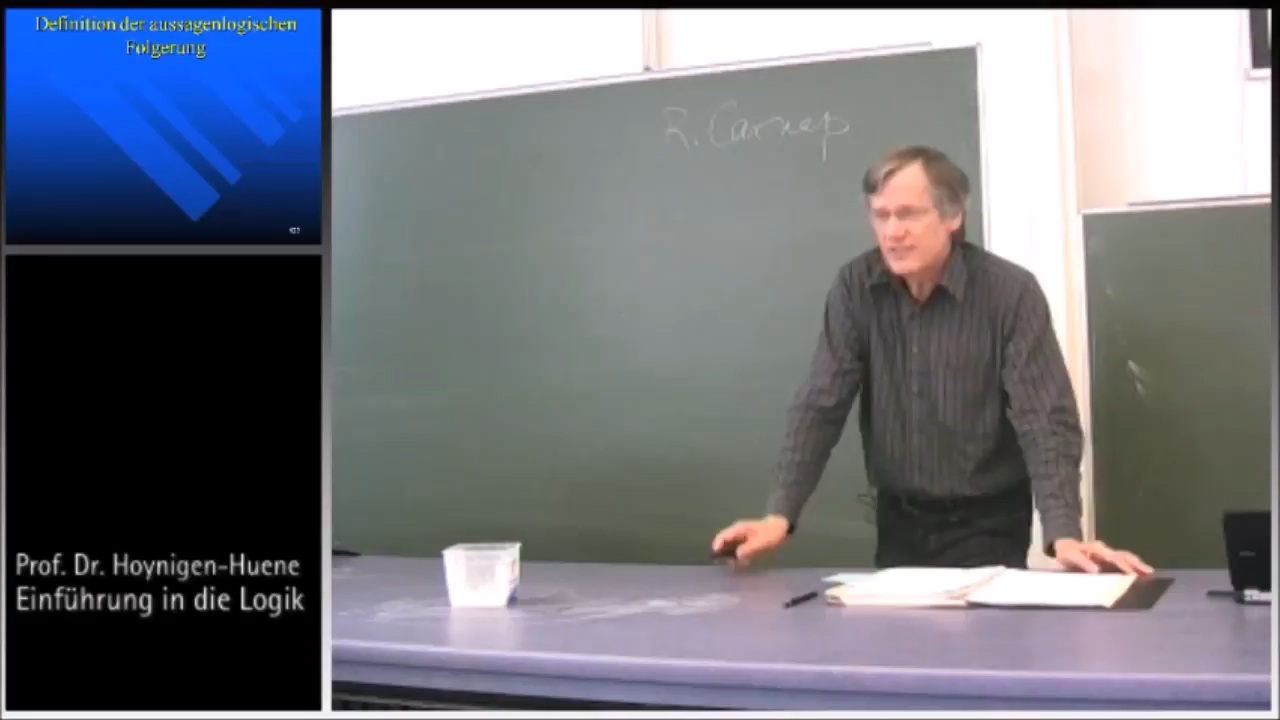 Definition der aussagenlogischen
Folgerung
R. Carnap
Prof. Dr. Hoynigen-Huene
Einführung in die Logik